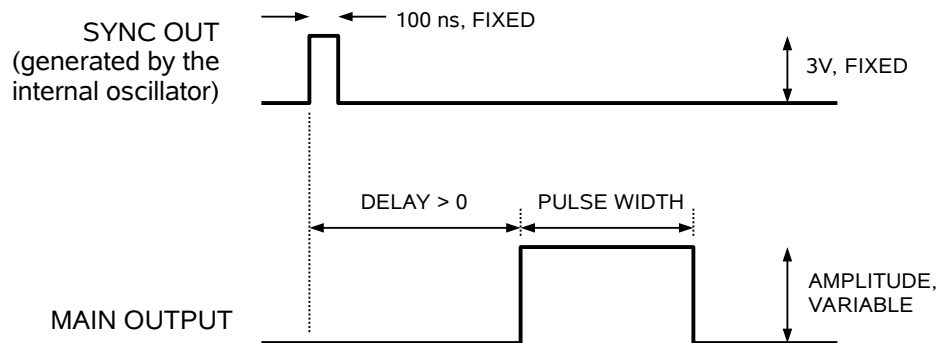 100 ns, FIXED
SYNC OUT
(generated by the
internal oscillator)
3V, FIXED
DELAY > 0
PULSE WIDTH
AMPLITUDE,
VARIABLE
MAIN OUTPUT